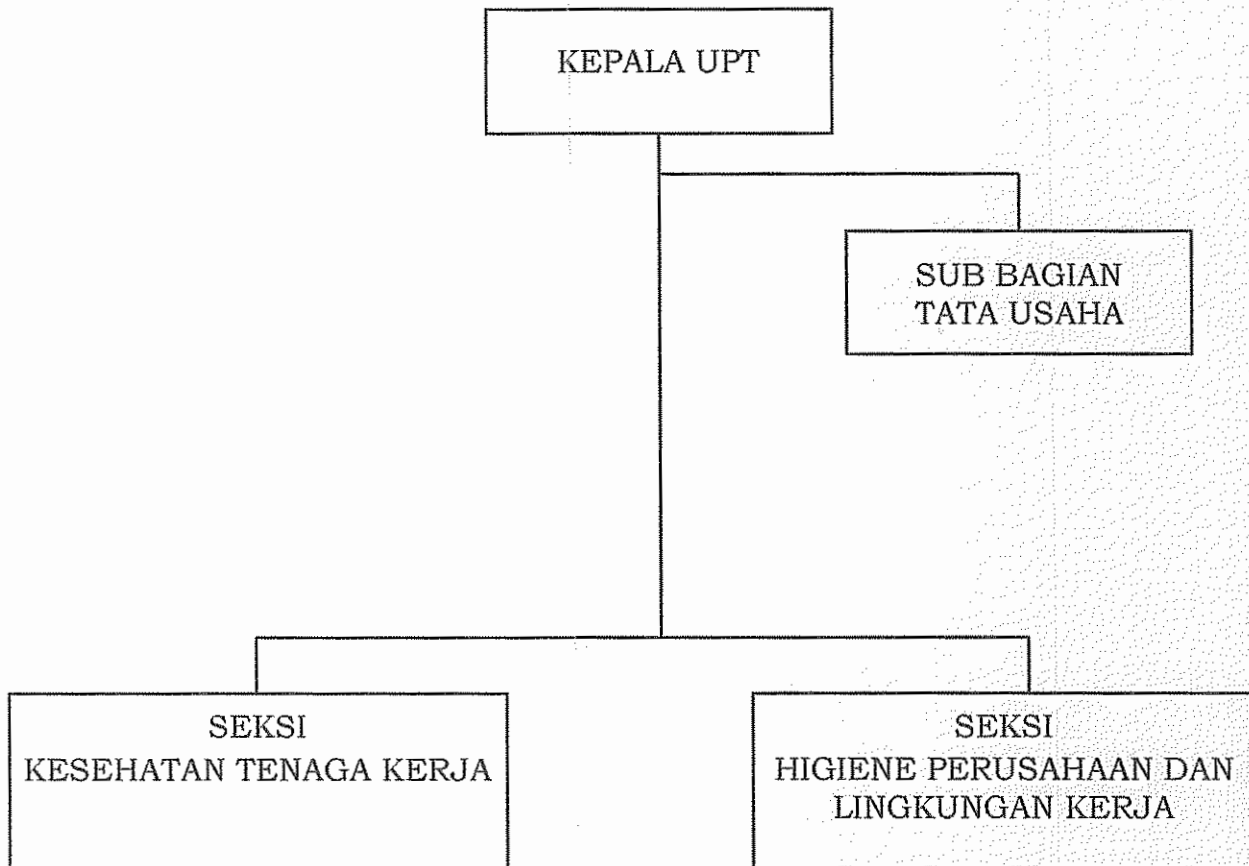 KEPALA UPT
SUB BAGIAN
TATA USAHA
SEKSI
KESEHATAN TENAGA KERJA
SEKSI
HIGIENE PERUSAHAAN DAN
LINGKUNGAN KERJA